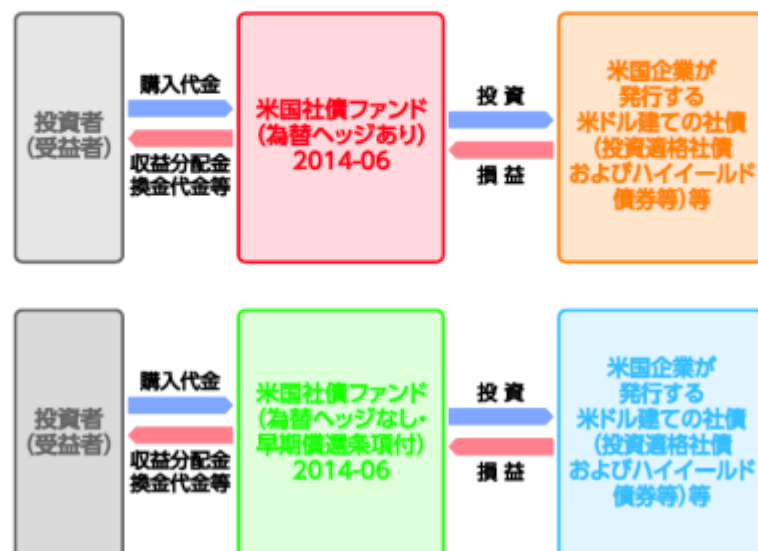 投資者
(受益者)
購入代金
収益分配金
換金代金等
米国社債ファンド
(為替ヘッジあり)
2014-06
投 資
損 益
米国企業が
発行する
米ドル建ての社債
(投資適格社債
およびハイイールド
債券等)等
投資者
(受益者)
購入代金
収益分配金
換金代金等
米国社債ファンド
(為替ヘッジなし・
早期償還条項付)
2014-06
投 資
損 益
米国企業が
発行する
米ドル建ての社債
(投資適格社債
およびハイイールド
債券等)等